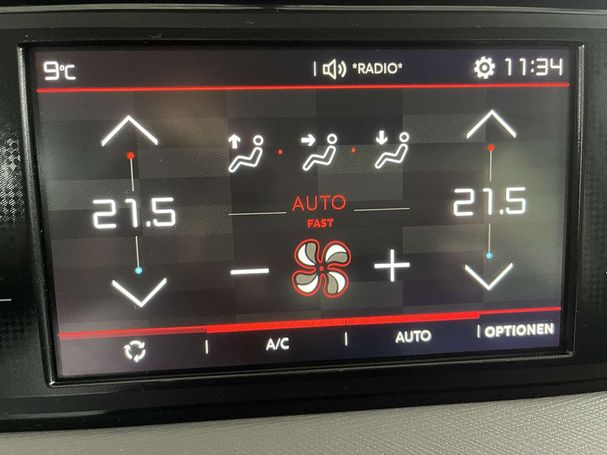 9°C
*RADIO*
11:34
21.5
21.5
AUTO
FAST
A/C
AUTO
OPTIONEN